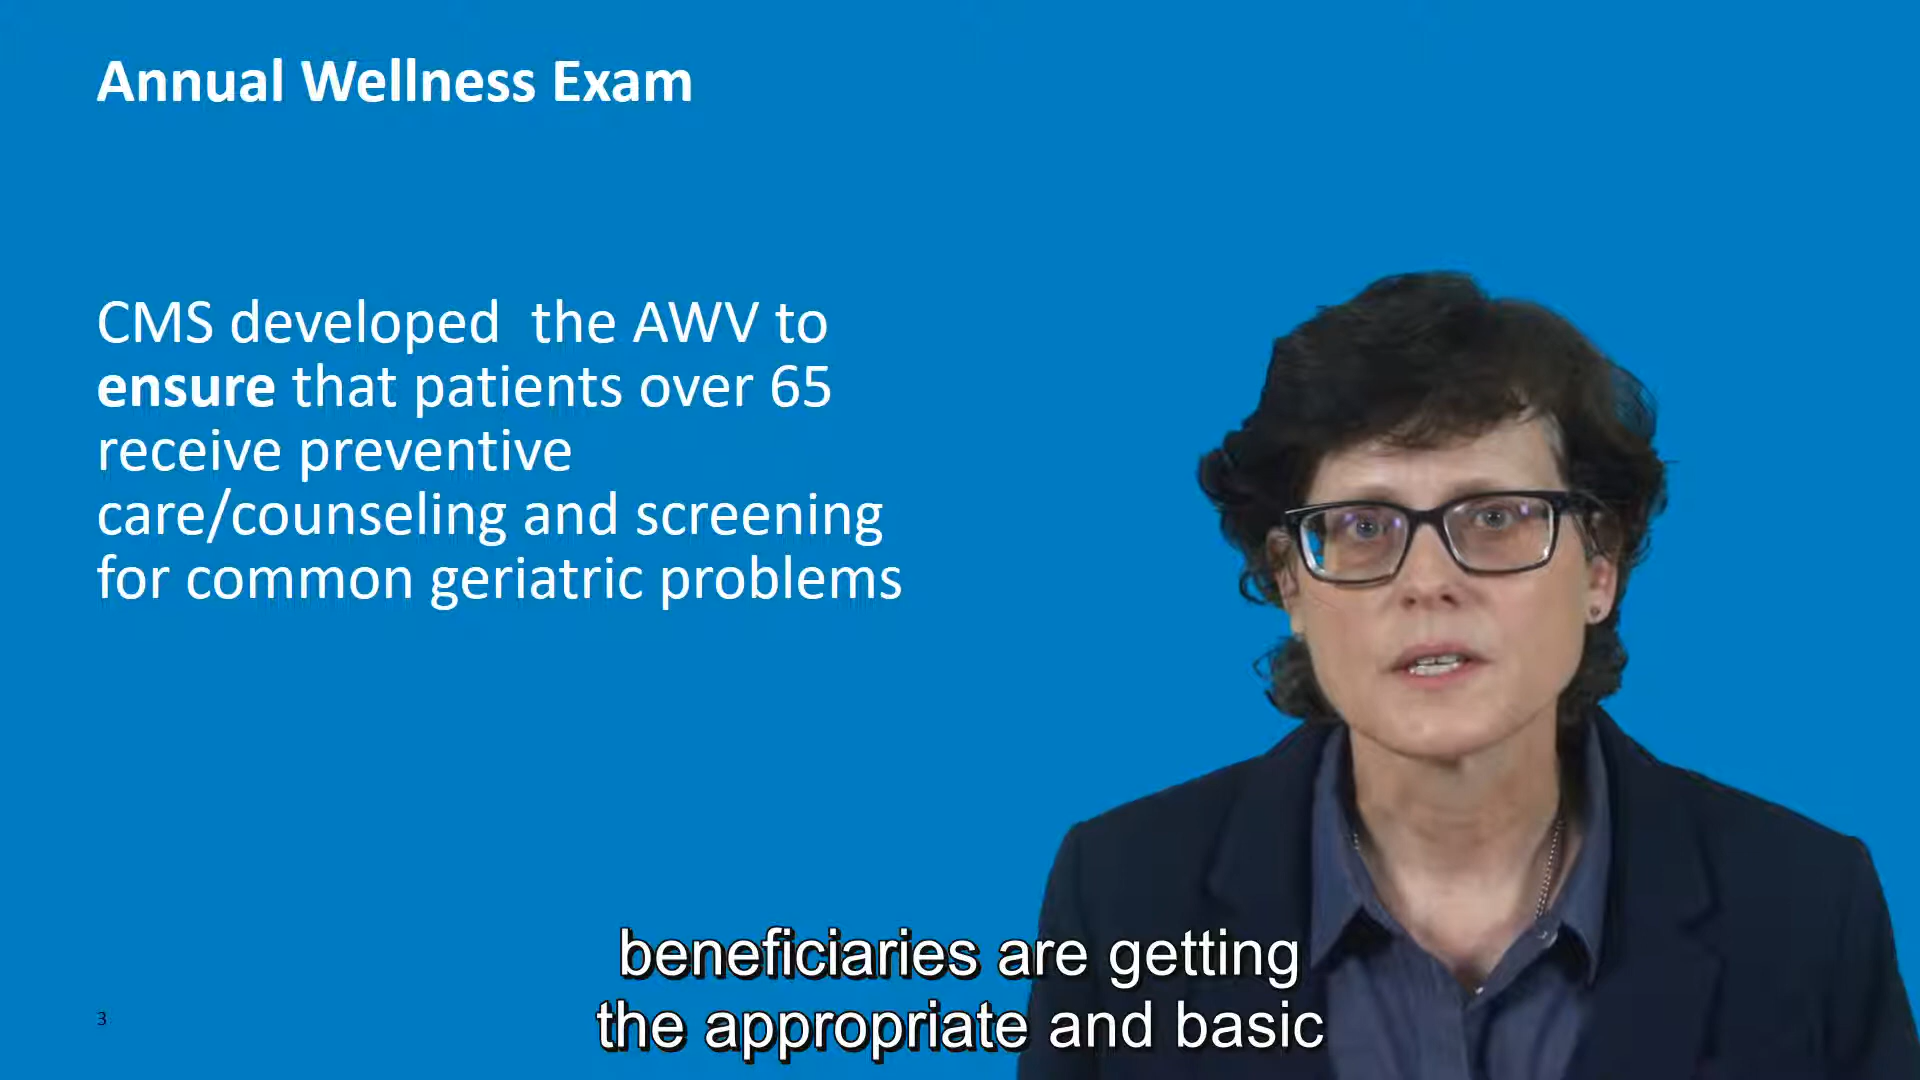 Annual Wellness Exam
CMS developed  the AWV to
ensure that patients over 65
receive preventive
care/counseling and screening
for common geriatric problems
beneficiaries are getting
the appropriate and basic
3